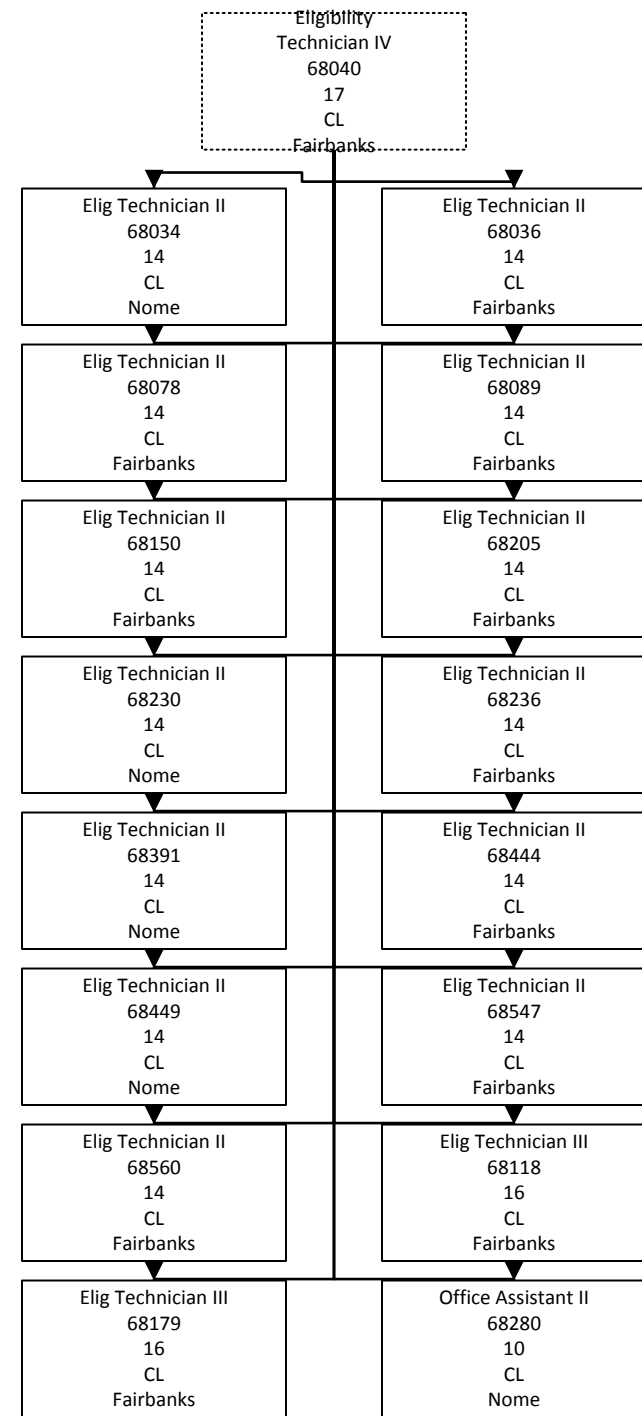 Eligibility
Technician IV
68040
17
CL
Fairbanks
Elig Technician II
68034
14
CL
Nome
Elig Technician II
68036
14
CL
Fairbanks
Elig Technician II
68078
14
CL
Fairbanks
Elig Technician II
68089
14
CL
Fairbanks
Elig Technician II
68150
14
CL
Fairbanks
Elig Technician II
68205
14
CL
Fairbanks
Elig Technician II
68230
14
CL
Nome
Elig Technician II
68236
14
CL
Fairbanks
Elig Technician II
68391
14
CL
Nome
Elig Technician II
68444
14
CL
Fairbanks
Elig Technician II
68449
14
CL
Nome
Elig Technician II
68547
14
CL
Fairbanks
Elig Technician II
68560
14
CL
Fairbanks
Elig Technician III
68118
16
CL
Fairbanks
Elig Technician III
68179
16
CL
Fairbanks
Office Assistant II
68280
10
CL
Nome